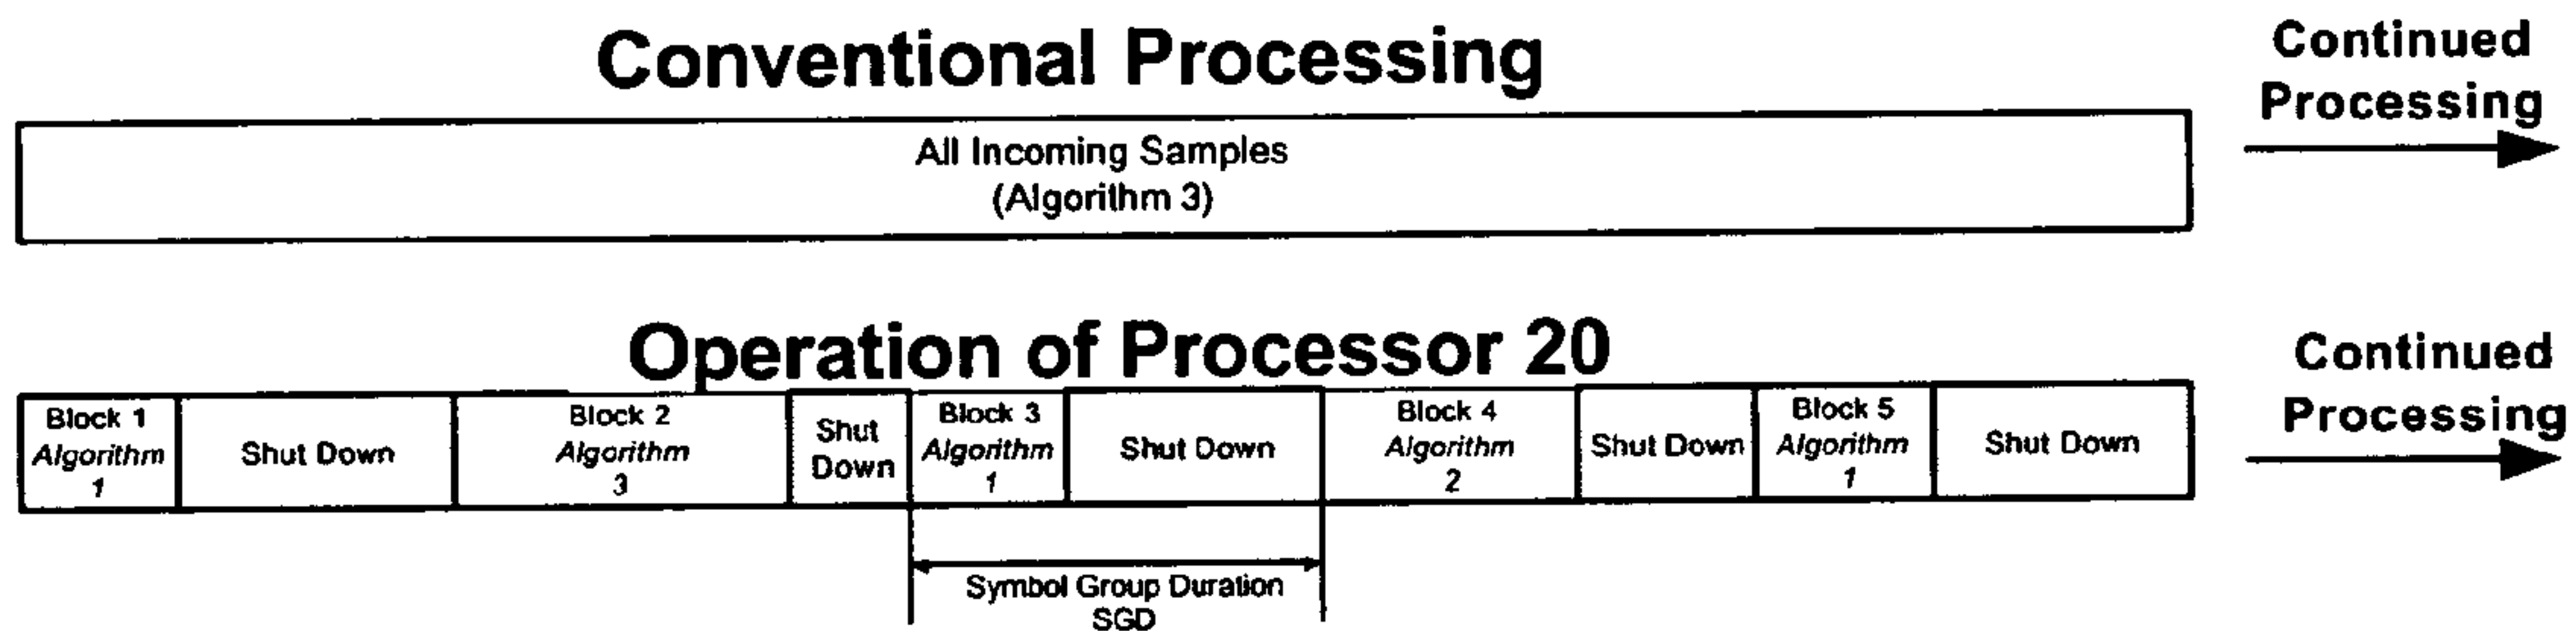 Conventional Processing
Continued
Processing
All Incoming Samples
(Algorithm 3)
Operation of Processor 20
Continued
Processing
Block 1
Algorithm
1
Shut Down
Block 2
Algorithm
3
Shut
Down
Block 3
Algorithm
1
Shut Down
Block 4
Algorithm
2
Shut Down
Block 5
Algorithm
1
Shut Down
Symbol Group Duration
SGD